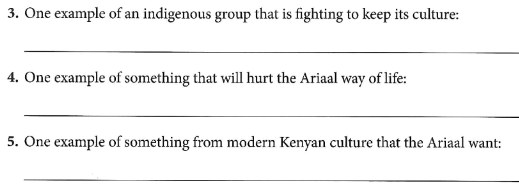 3. One example of an indigenous group that is fighting to keep its culture:
4. One example of something that will hurt the Ariaal way of life:
5. One example of something from modern Kenyan culture that the Ariaal want: